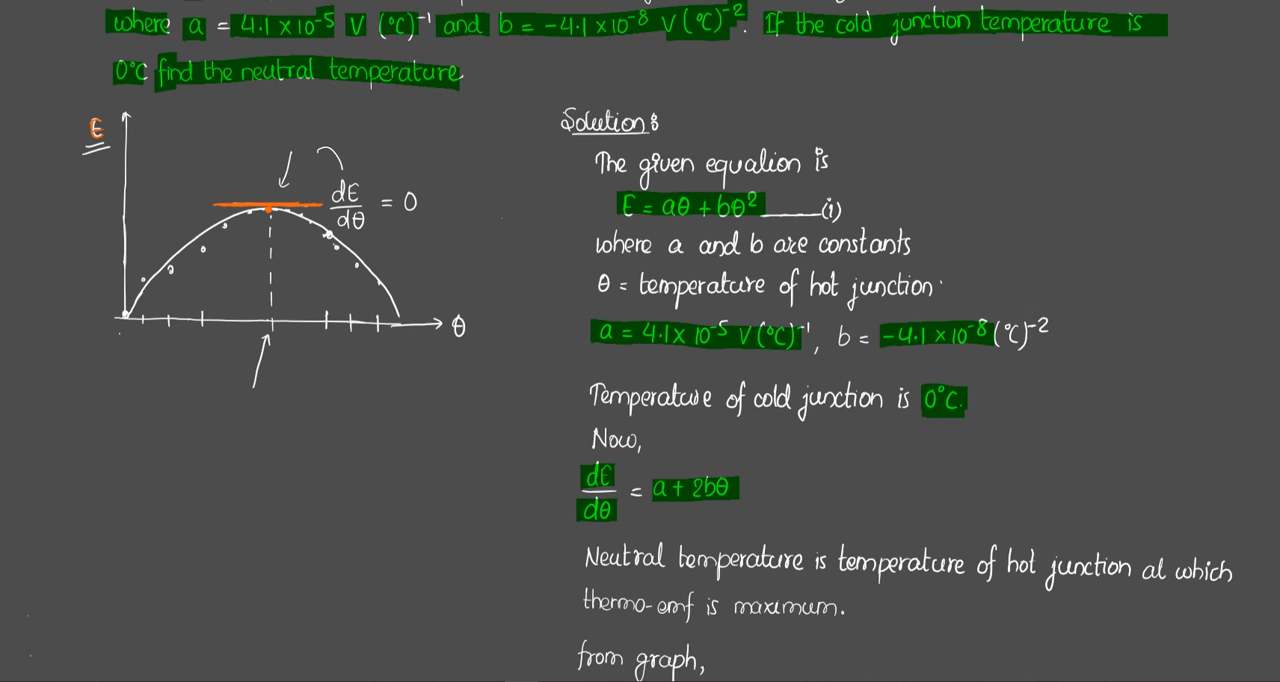 where a = 4.1 x 10⁻⁵ V (°C)⁻¹ and b = -4.1 x 10⁻⁸ V (°C)⁻². If the cold junction temperature is
0°C find the neutral temperature
E
dE/dθ = 0
θ
Solution :
The given equation is
E = aθ + bθ² ——(i)
where a and b are constants
θ = temperature of hot junction.
a = 4.1 x 10⁻⁵ V (°C)⁻¹, b = -4.1 x 10⁻⁸ (°C)⁻²
Temperature of cold junction is 0°C.
Now,
dE/dθ = a + 2bθ
Neutral temperature is temperature of hot junction at which
thermo-emf is maximum.
from graph,